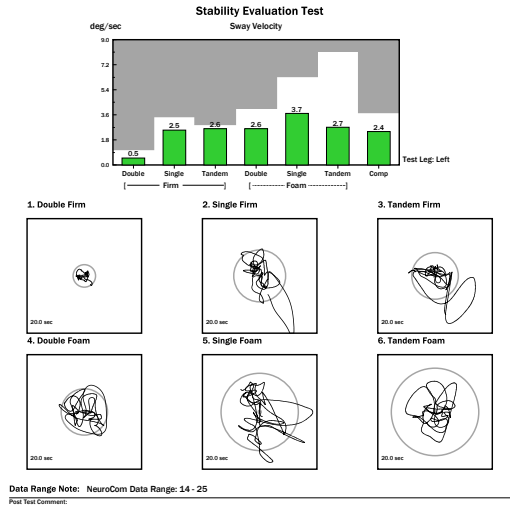 Stability Evaluation Test
deg/sec
Sway Velocity
9.0
7.2
5.4
3.6
1.8
0.0
0.5
2.5
2.6
2.6
3.7
2.7
2.4
Double Single Tandem Double Single Tandem Comp
Test Leg: Left
[ Firm ] [ Foam ]
1. Double Firm 2. Single Firm 3. Tandem Firm
20.0 sec 20.0 sec 20.0 sec
4. Double Foam 5. Single Foam 6. Tandem Foam
20.0 sec 20.0 sec 20.0 sec
Data Range Note: NeuroCom Data Range: 14 - 25
Post Test Comment: